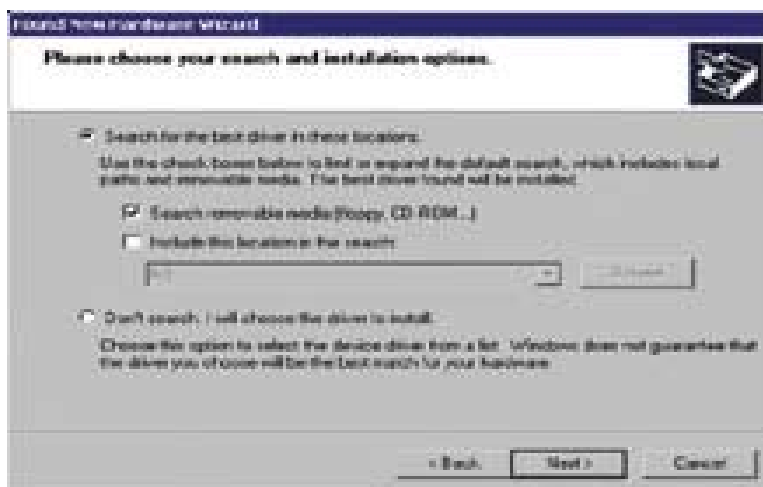 Found New Hardware Wizard
Please choose your search and installation options.
Search for the best driver in these locations.
Use the check boxes below to limit or expand the default search, which includes local
paths and removable media. The best driver found will be installed.
Search removable media (floppy, CD-ROM...)
Include this location in the search:
Don't search. I will choose the driver to install.
Choose this option to select the device driver from a list. Windows does not guarantee that
the driver you choose will be the best match for your hardware.
< Back
Next >
Cancel